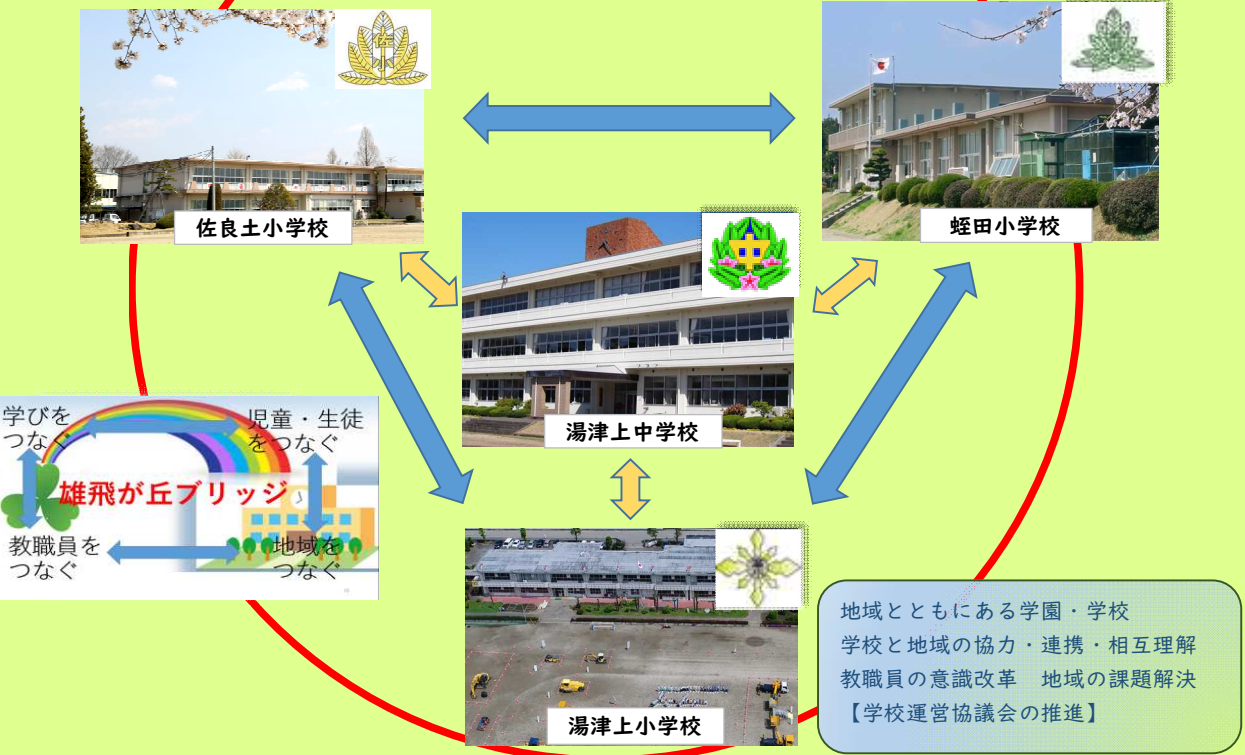 佐
佐良土小学校
蛭田小学校
中
湯津上中学校
学びを
つなぐ
児童・生徒
をつなぐ
雄飛が丘ブリッジ
教職員を
つなぐ
地域を
つなぐ
湯津上小学校
地域とともにある学園・学校
学校と地域の協力・連携・相互理解
教職員の意識改革　地域の課題解決
【学校運営協議会の推進】